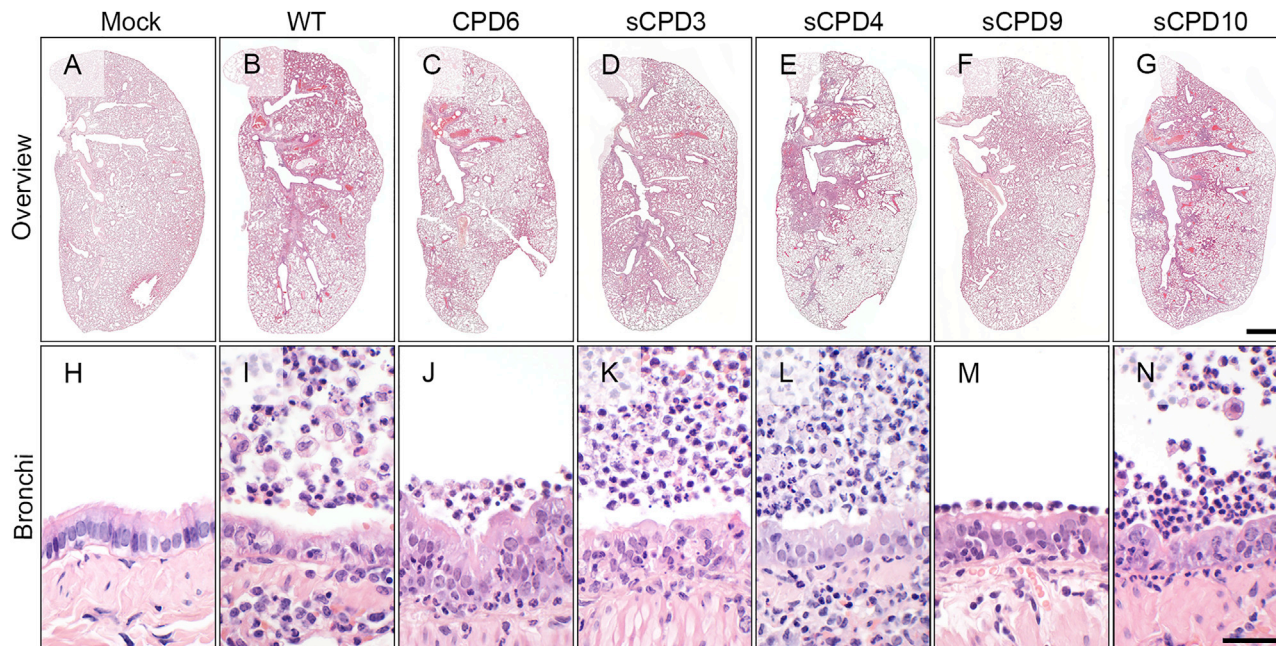 Mock WT CPD6 sCPD3 sCPD4 sCPD9 sCPD10
Overview
A B C D E F G
Bronchi
H I J K L M N